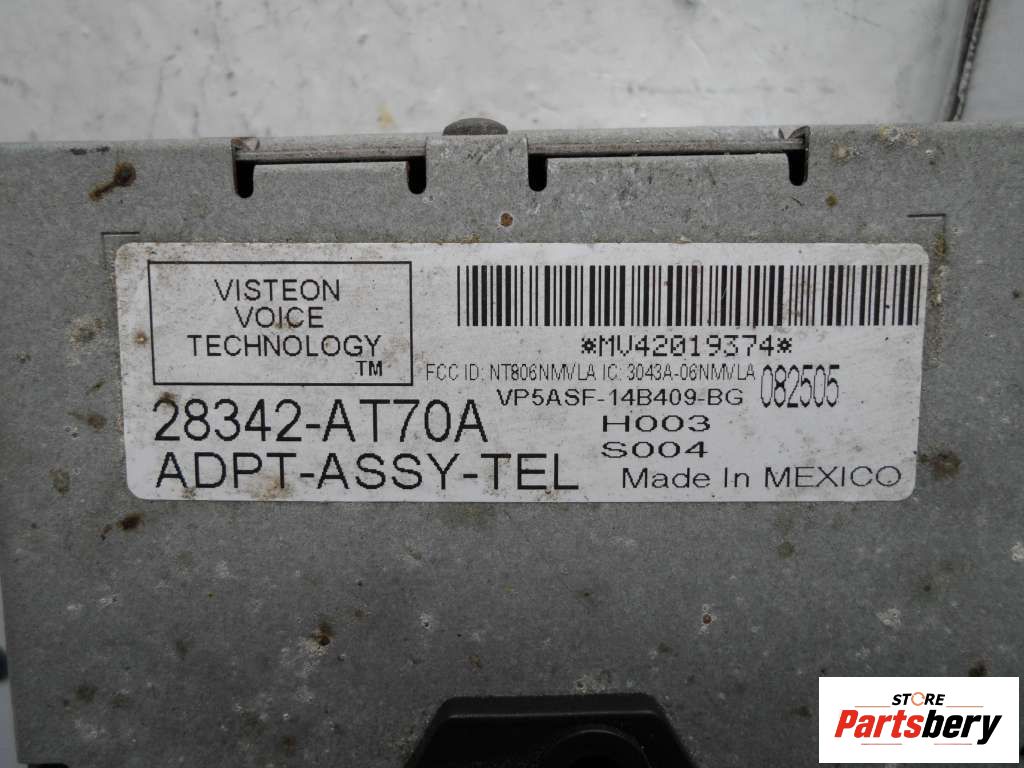 VISTEON
VOICE
TECHNOLOGY
TM
*MV42019374*
FCC ID: NT806NMVLA IC: 3043A-06NMVLA
082505
VP5ASF-14B409-BG
28342-AT70A
H003
S004
ADPT-ASSY-TEL
Made In MEXICO
STORE
Partsbery